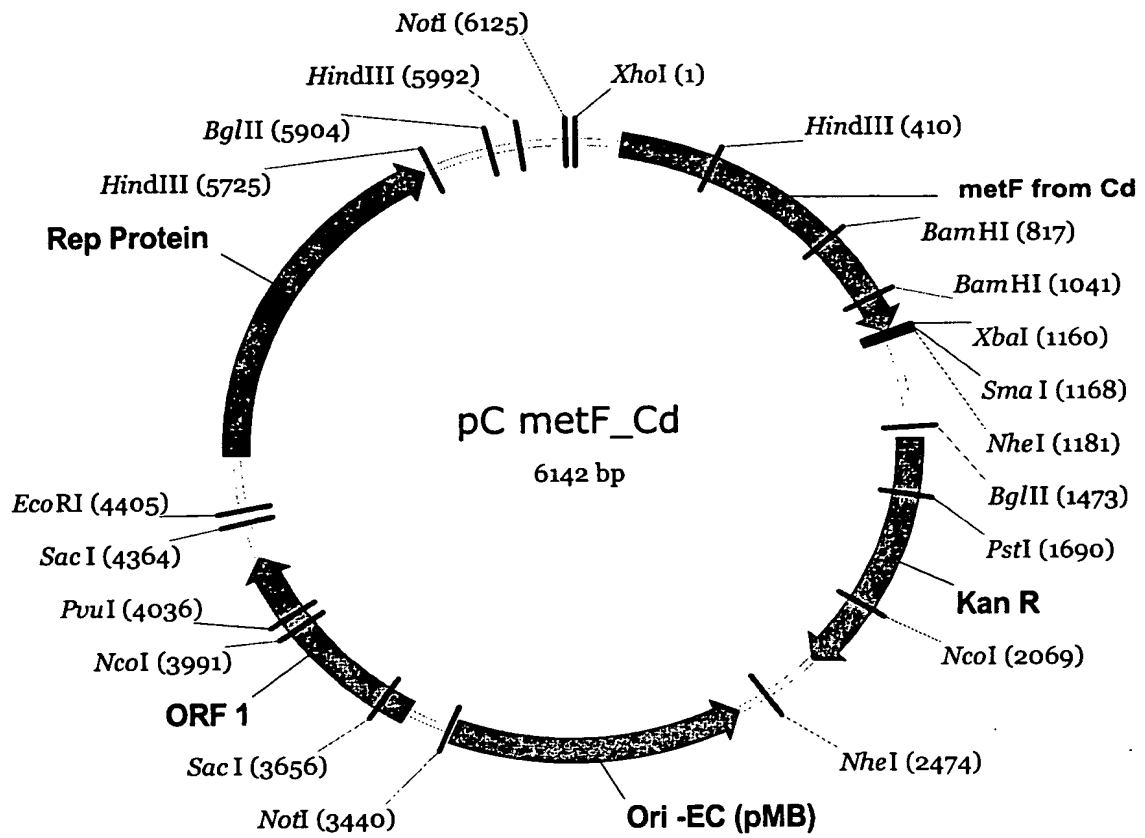 NotI (6125)
XhoI (1)
HindIII (5992)
HindIII (410)
BglII (5904)
HindIII (5725)
metF from Cd
BamHI (817)
Rep Protein
BamHI (1041)
XbaI (1160)
SmaI (1168)
pC metF_Cd
6142 bp
NheI (1181)
BglII (1473)
EcoRI (4405)
SacI (4364)
PstI (1690)
PvuI (4036)
Kan R
NcoI (3991)
NcoI (2069)
ORF 1
SacI (3656)
NheI (2474)
NotI (3440)
Ori -EC (pMB)